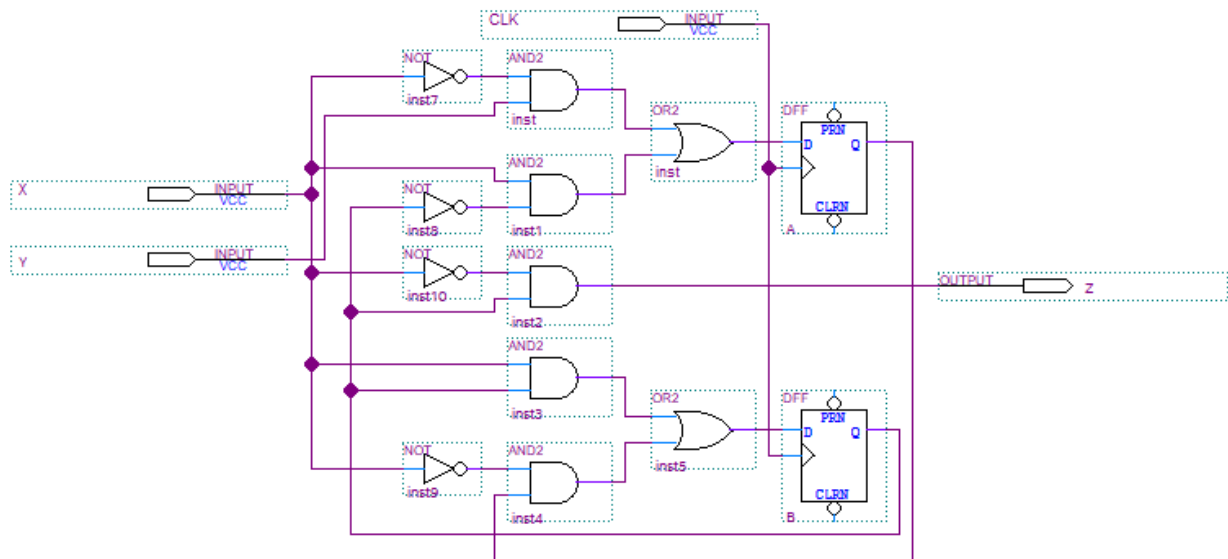 CLK
INPUT
VCC
NOT
inst7
AND2
inst
OR2
inst
DFF
PRN
D
Q
CLRN
A
X
INPUT
VCC
AND2
inst1
NOT
inst8
Y
INPUT
VCC
NOT
inst10
AND2
inst2
OUTPUT
Z
AND2
inst3
OR2
inst5
DFF
PRN
D
Q
CLRN
B
NOT
inst9
AND2
inst4